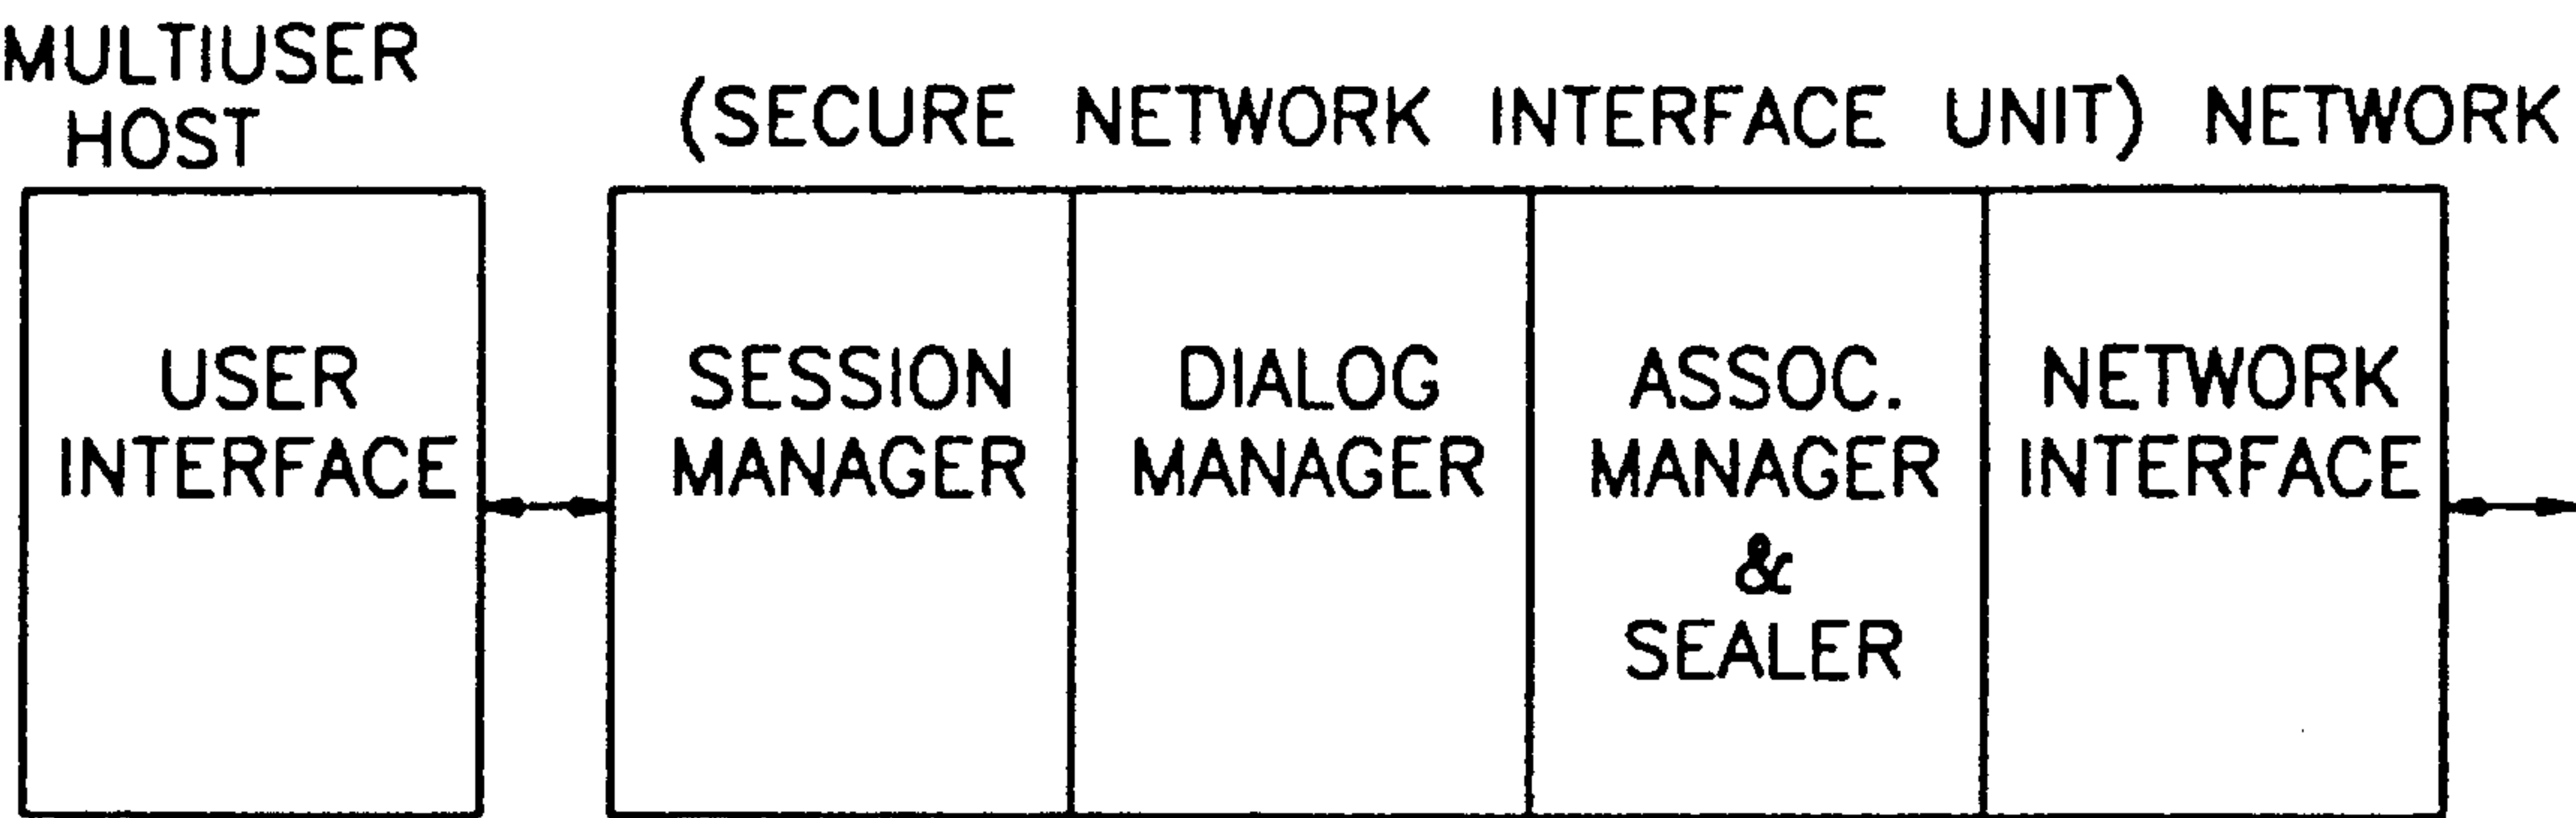 MULTIUSER
HOST
(SECURE NETWORK INTERFACE UNIT) NETWORK
USER
INTERFACE
SESSION
MANAGER
DIALOG
MANAGER
ASSOC.
MANAGER
&
SEALER
NETWORK
INTERFACE